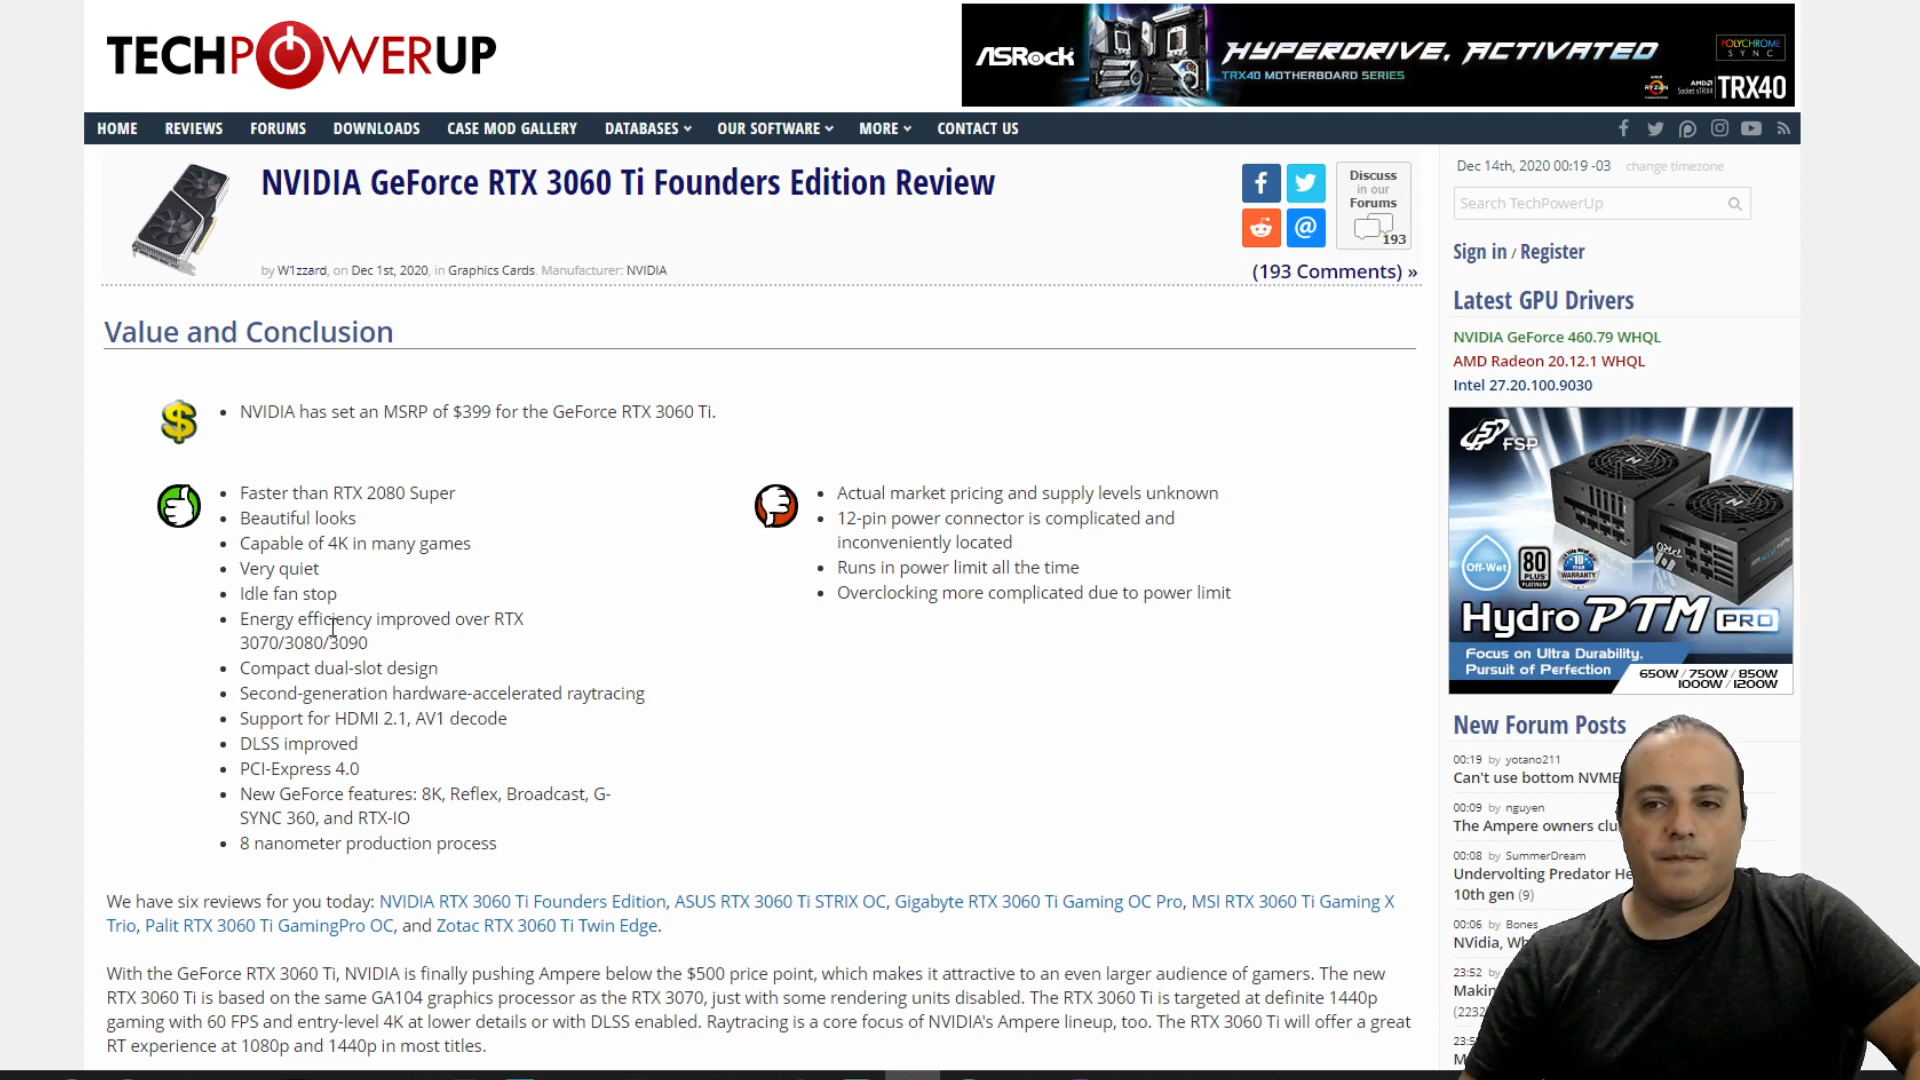 TECHPOWERUP
ASRock
HYPERDRIVE, ACTIVATED
TRX40 MOTHERBOARD SERIES
POLYCHROME
SYNC
RYZEN
AMD
Socket sTRX4
TRX40
HOME
REVIEWS
FORUMS
DOWNLOADS
CASE MOD GALLERY
DATABASES
OUR SOFTWARE
MORE
CONTACT US
NVIDIA GeForce RTX 3060 Ti Founders Edition Review
by W1zzard, on Dec 1st, 2020, in Graphics Cards. Manufacturer: NVIDIA
Discuss
in our
Forums
193
(193 Comments) »
Dec 14th, 2020 00:19 -03 change timezone
Search TechPowerUp
Sign in / Register
Latest GPU Drivers
NVIDIA GeForce 460.79 WHQL
AMD Radeon 20.12.1 WHQL
Intel 27.20.100.9030
Value and Conclusion
NVIDIA has set an MSRP of $399 for the GeForce RTX 3060 Ti.
Faster than RTX 2080 Super
Beautiful looks
Capable of 4K in many games
Very quiet
Idle fan stop
Energy efficiency improved over RTX
3070/3080/3090
Compact dual-slot design
Second-generation hardware-accelerated raytracing
Support for HDMI 2.1, AV1 decode
DLSS improved
PCI-Express 4.0
New GeForce features: 8K, Reflex, Broadcast, G-
SYNC 360, and RTX-IO
8 nanometer production process
Actual market pricing and supply levels unknown
12-pin power connector is complicated and
inconveniently located
Runs in power limit all the time
Overclocking more complicated due to power limit
We have six reviews for you today: NVIDIA RTX 3060 Ti Founders Edition, ASUS RTX 3060 Ti STRIX OC, Gigabyte RTX 3060 Ti Gaming OC Pro, MSI RTX 3060 Ti Gaming X
Trio, Palit RTX 3060 Ti GamingPro OC, and Zotac RTX 3060 Ti Twin Edge.
With the GeForce RTX 3060 Ti, NVIDIA is finally pushing Ampere below the $500 price point, which makes it attractive to an even larger audience of gamers. The new
RTX 3060 Ti is based on the same GA104 graphics processor as the RTX 3070, just with some rendering units disabled. The RTX 3060 Ti is targeted at definite 1440p
gaming with 60 FPS and entry-level 4K at lower details or with DLSS enabled. Raytracing is a core focus of NVIDIA's Ampere lineup, too. The RTX 3060 Ti will offer a great
RT experience at 1080p and 1440p in most titles.
FSP
Off-Wet
80
PLUS
PLATINUM
10
YEAR
WARRANTY
Hydro PTM PRO
Focus on Ultra Durability,
Pursuit of Perfection
650W / 750W / 850W
1000W / 1200W
New Forum Posts
00:19 by yotano211
Can't use bottom NVME
00:09 by nguyen
The Ampere owners clu
00:08 by SummerDream
Undervolting Predator He
10th gen (9)
00:06 by Bones
NVidia, Wh
23:52 by
Makin
(2232
23:5
M